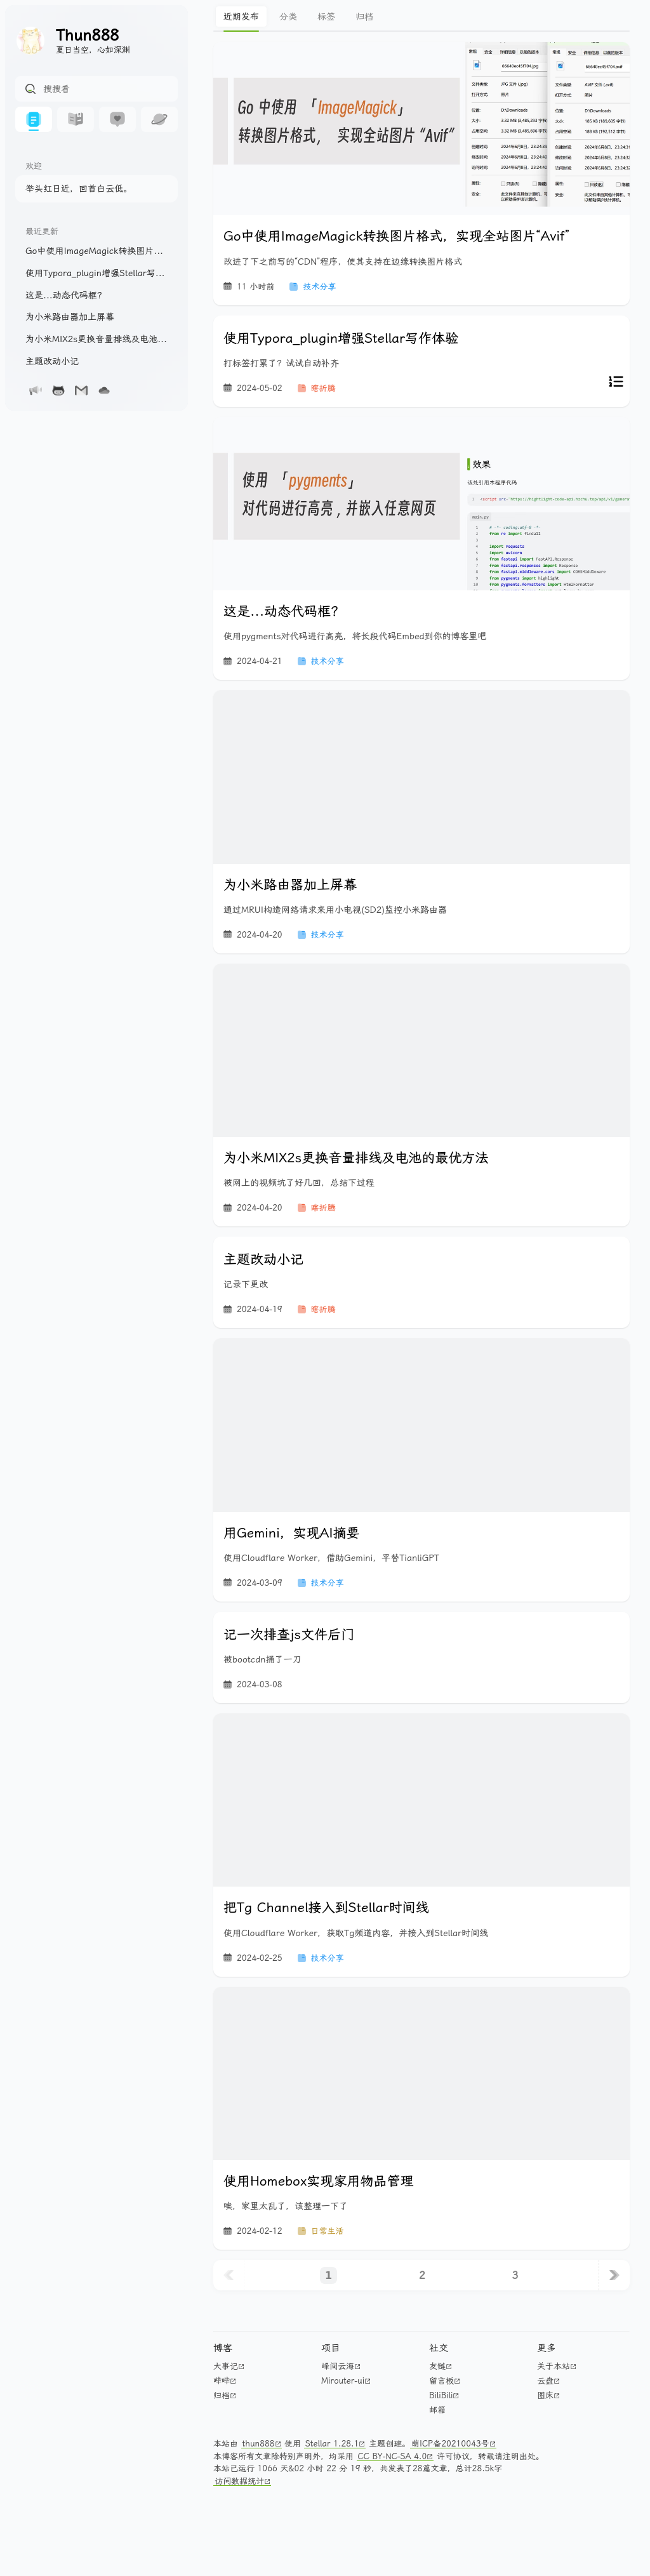 Thun888
夏日当空，心如深渊
搜搜看
欢迎
举头红日近，回首白云低。
最近更新
Go中使用ImageMagick转换图片...
使用Typora_plugin增强Stellar写...
这是...动态代码框？
为小米路由器加上屏幕
为小米MIX2s更换音量排线及电池...
主题改动小记
近期发布
分类
标签
归档
Go 中使用 「ImageMagick」
转换图片格式， 实现全站图片 “Avif”
Go中使用ImageMagick转换图片格式，实现全站图片“Avif”
改进了下之前写的“CDN”程序，使其支持在边缘转换图片格式
11 小时前 技术分享
使用Typora_plugin增强Stellar写作体验
打标签打累了？试试自动补齐
2024-05-02 瞎折腾
使用 「pygments」
对代码进行高亮，并嵌入任意网页
效果
这是...动态代码框？
使用pygments对代码进行高亮，将长段代码Embed到你的博客里吧
2024-04-21 技术分享
为小米路由器加上屏幕
通过MRUI构造网络请求来用小电视(SD2)监控小米路由器
2024-04-20 技术分享
为小米MIX2s更换音量排线及电池的最优方法
被网上的视频坑了好几回，总结下过程
2024-04-20 瞎折腾
主题改动小记
记录下更改
2024-04-19 瞎折腾
用Gemini，实现AI摘要
使用Cloudflare Worker，借助Gemini，平替TianliGPT
2024-03-09 技术分享
记一次排查js文件后门
被bootcdn捅了一刀
2024-03-08
把Tg Channel接入到Stellar时间线
使用Cloudflare Worker，获取Tg频道内容，并接入到Stellar时间线
2024-02-25 技术分享
使用Homebox实现家用物品管理
唉，家里太乱了，该整理一下了
2024-02-12 日常生活
1 2 3
博客
大事记
哔哔
归档
项目
峰间云海
Mirouter-ui
社交
友链
留言板
BiliBili
邮箱
更多
关于本站
云盘
图床
本站由 thun888 使用 Stellar 1.28.1 主题创建。萌ICP备20210043号
本博客所有文章除特别声明外，均采用 CC BY-NC-SA 4.0 许可协议，转载请注明出处。
本站已运行 1066 天&02 小时 22 分 19 秒，共发表了28篇文章，总计28.5k字
访问数据统计